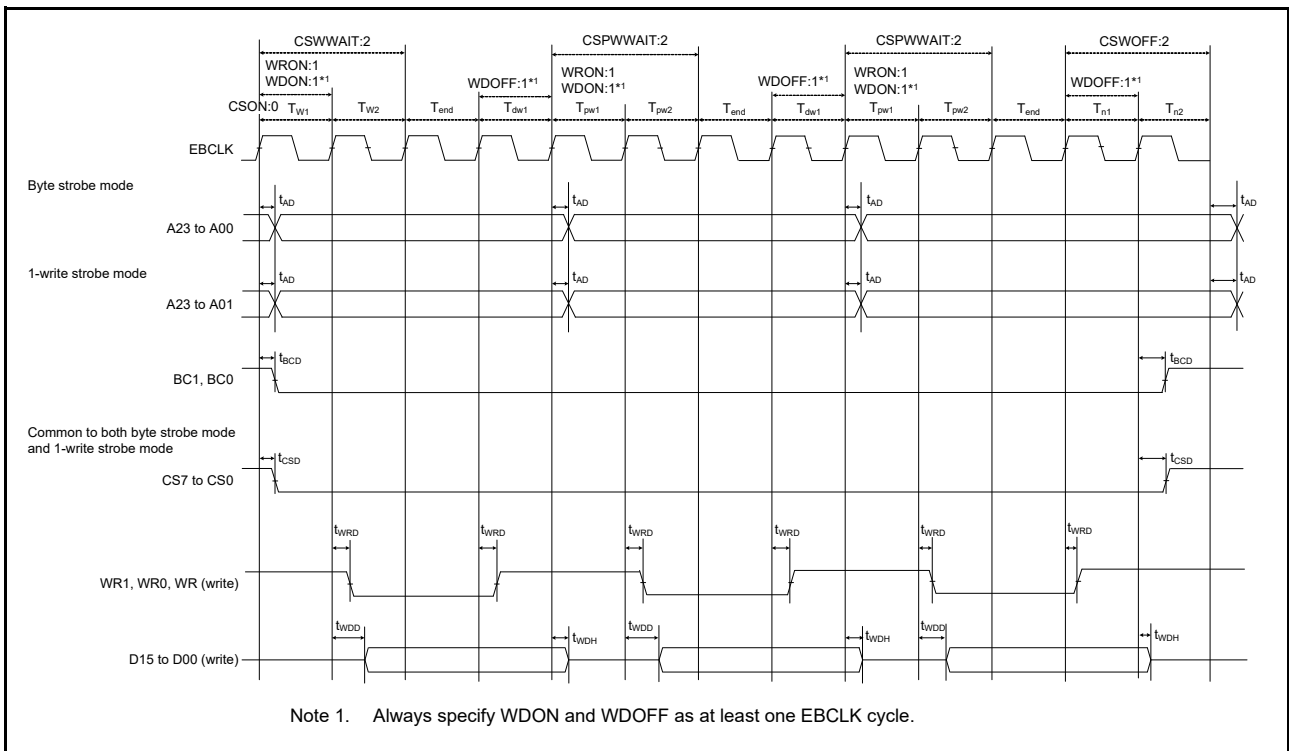 CSWWAIT:2 CSPWWAIT:2 CSPWWAIT:2 CSWOFF:2
WRON:1 WRON:1 WRON:1
WDON:1*1 WDOFF:1*1 WDON:1*1 WDOFF:1*1 WDON:1*1 WDOFF:1*1
CSON:0 TW1 TW2 Tend Tdw1 Tpw1 Tpw2 Tend Tdw1 Tpw1 Tpw2 Tend Tn1 Tn2
EBCLK
Byte strobe mode
tAD tAD tAD tAD
A23 to A00
1-write strobe mode
tAD tAD tAD tAD
A23 to A01
tBCD tBCD
BC1, BC0
Common to both byte strobe mode
and 1-write strobe mode
tCSD tCSD
CS7 to CS0
tWRD tWRD tWRD tWRD tWRD tWRD
WR1, WR0, WR (write)
tWDD tWDH tWDD tWDH tWDD tWDH
D15 to D00 (write)
Note 1. Always specify WDON and WDOFF as at least one EBCLK cycle.